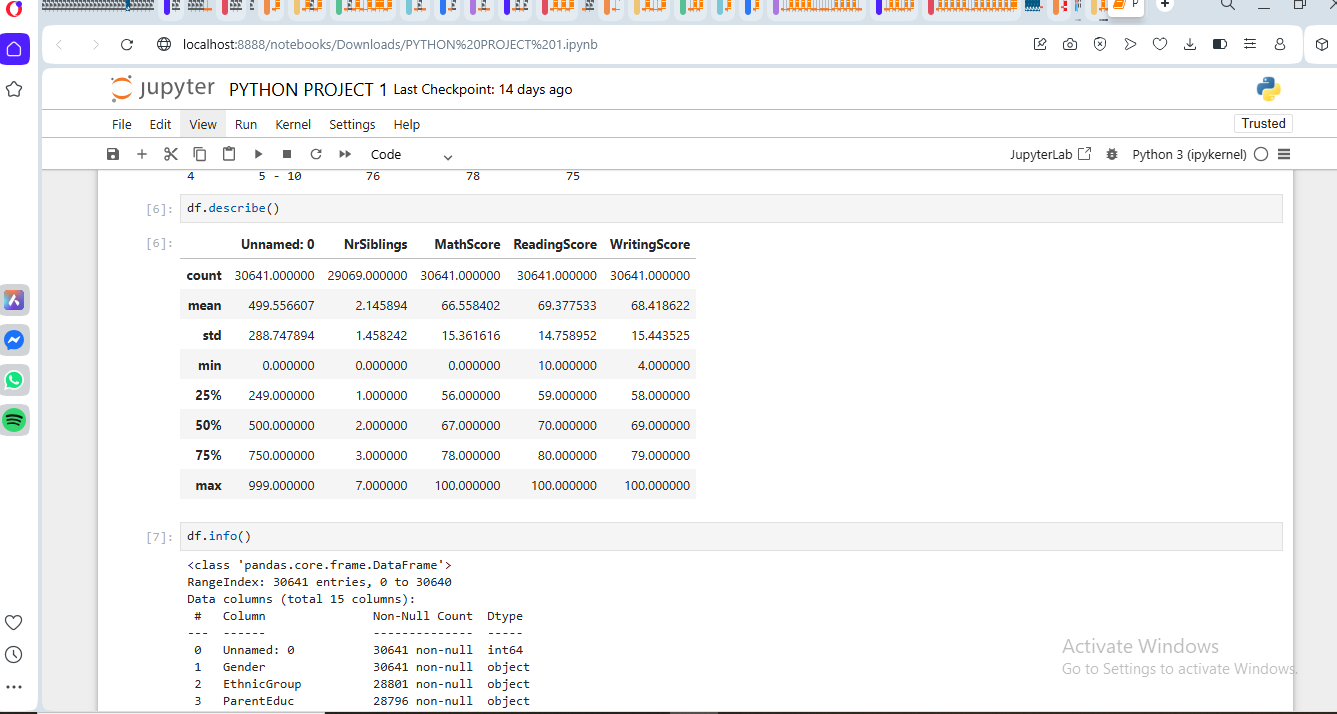 P
localhost:8888/notebooks/Downloads/PYTHON%20PROJECT%201.ipynb
jupyter PYTHON PROJECT 1 Last Checkpoint: 14 days ago
File Edit View Run Kernel Settings Help
Trusted
Code
JupyterLab Python 3 (ipykernel)
4 5 - 10 76 78 75
[6]: df.describe()
[6]: Unnamed: 0 NrSiblings MathScore ReadingScore WritingScore
count 30641.000000 29069.000000 30641.000000 30641.000000 30641.000000
mean 499.556607 2.145894 66.558402 69.377533 68.418622
std 288.747894 1.458242 15.361616 14.758952 15.443525
min 0.000000 0.000000 0.000000 10.000000 4.000000
25% 249.000000 1.000000 56.000000 59.000000 58.000000
50% 500.000000 2.000000 67.000000 70.000000 69.000000
75% 750.000000 3.000000 78.000000 80.000000 79.000000
max 999.000000 7.000000 100.000000 100.000000 100.000000
[7]: df.info()
<class 'pandas.core.frame.DataFrame'>
RangeIndex: 30641 entries, 0 to 30640
Data columns (total 15 columns):
# Column Non-Null Count Dtype
--- ------ -------------- -----
0 Unnamed: 0 30641 non-null int64
1 Gender 30641 non-null object
2 EthnicGroup 28801 non-null object
3 ParentEduc 28796 non-null object
Activate Windows
Go to Settings to activate Windows.